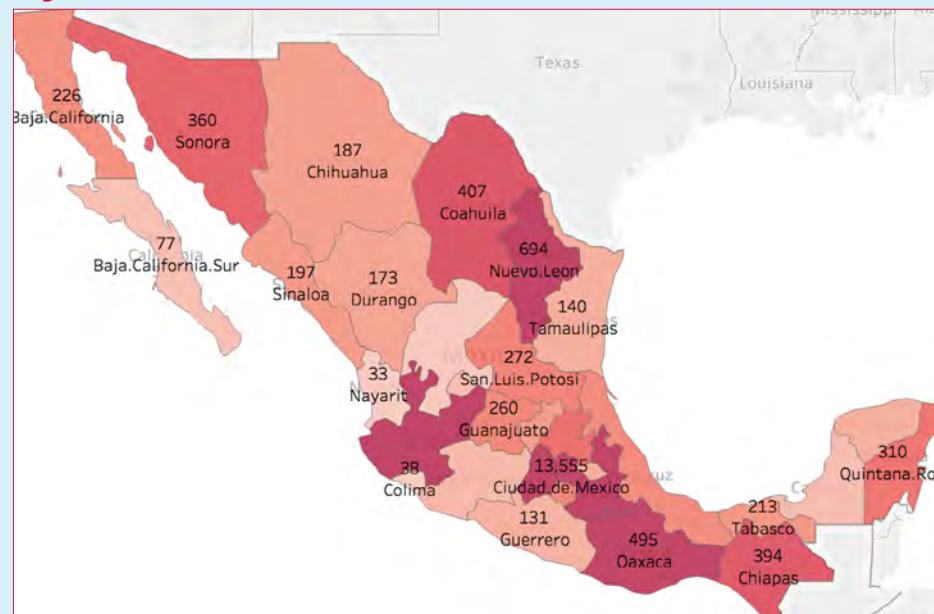 Texas
Louisiana
226
Baja.California
360
Sonora
187
Chihuahua
407
Coahuila
694
Nuevo.Leon
77
Baja.California.Sur
197
Sinaloa
173
Durango
140
Tamaulipas
33
Nayarit
272
San.Luis.Potosi
260
Guanajuato
38
Colima
13,555
Ciudad.de.Mexico
131
Guerrero
495
Oaxaca
213
Tabasco
394
Chiapas
310
Quintana.Ro